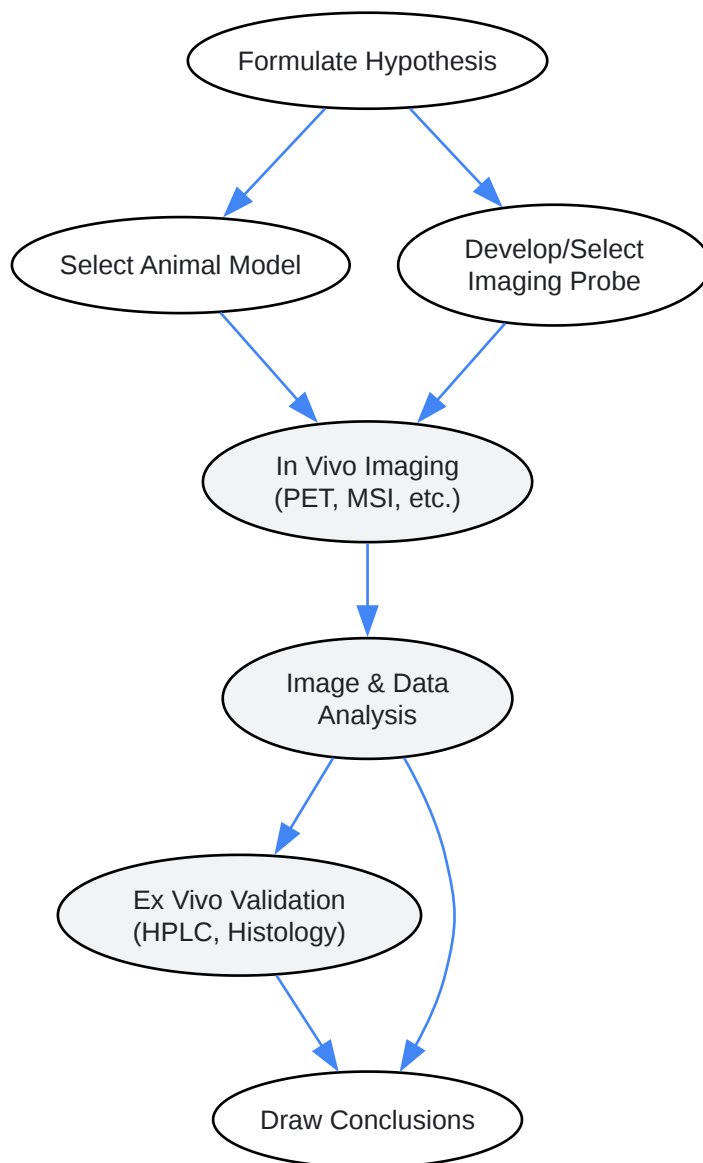 Formulate Hypothesis
Select Animal Model
Develop/Select
Imaging Probe
In Vivo Imaging
(PET, MSI, etc.)
Image & Data
Analysis
Ex Vivo Validation
(HPLC, Histology)
Draw Conclusions